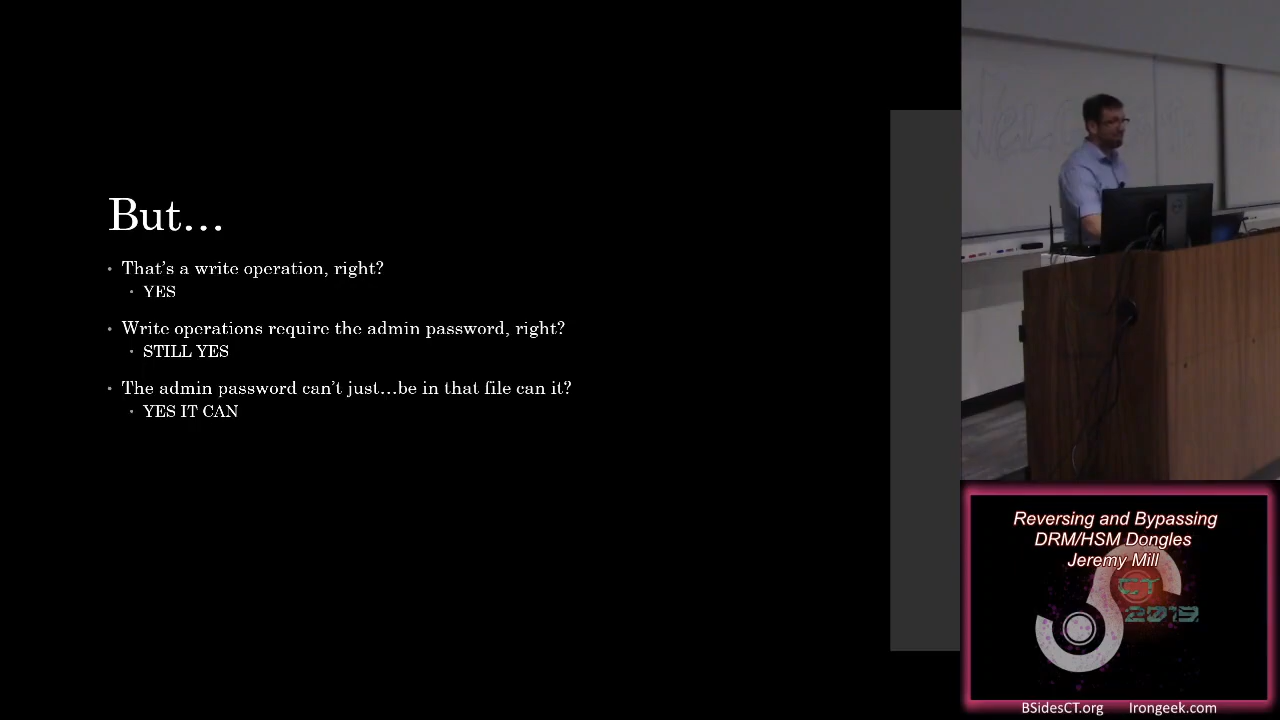 But…
That's a write operation, right?
YES
Write operations require the admin password, right?
STILL YES
The admin password can't just…be in that file can it?
YES IT CAN
Reversing and Bypassing
DRM/HSM Dongles
Jeremy Mill
CT
2019
BSidesCT.org Irongeek.com